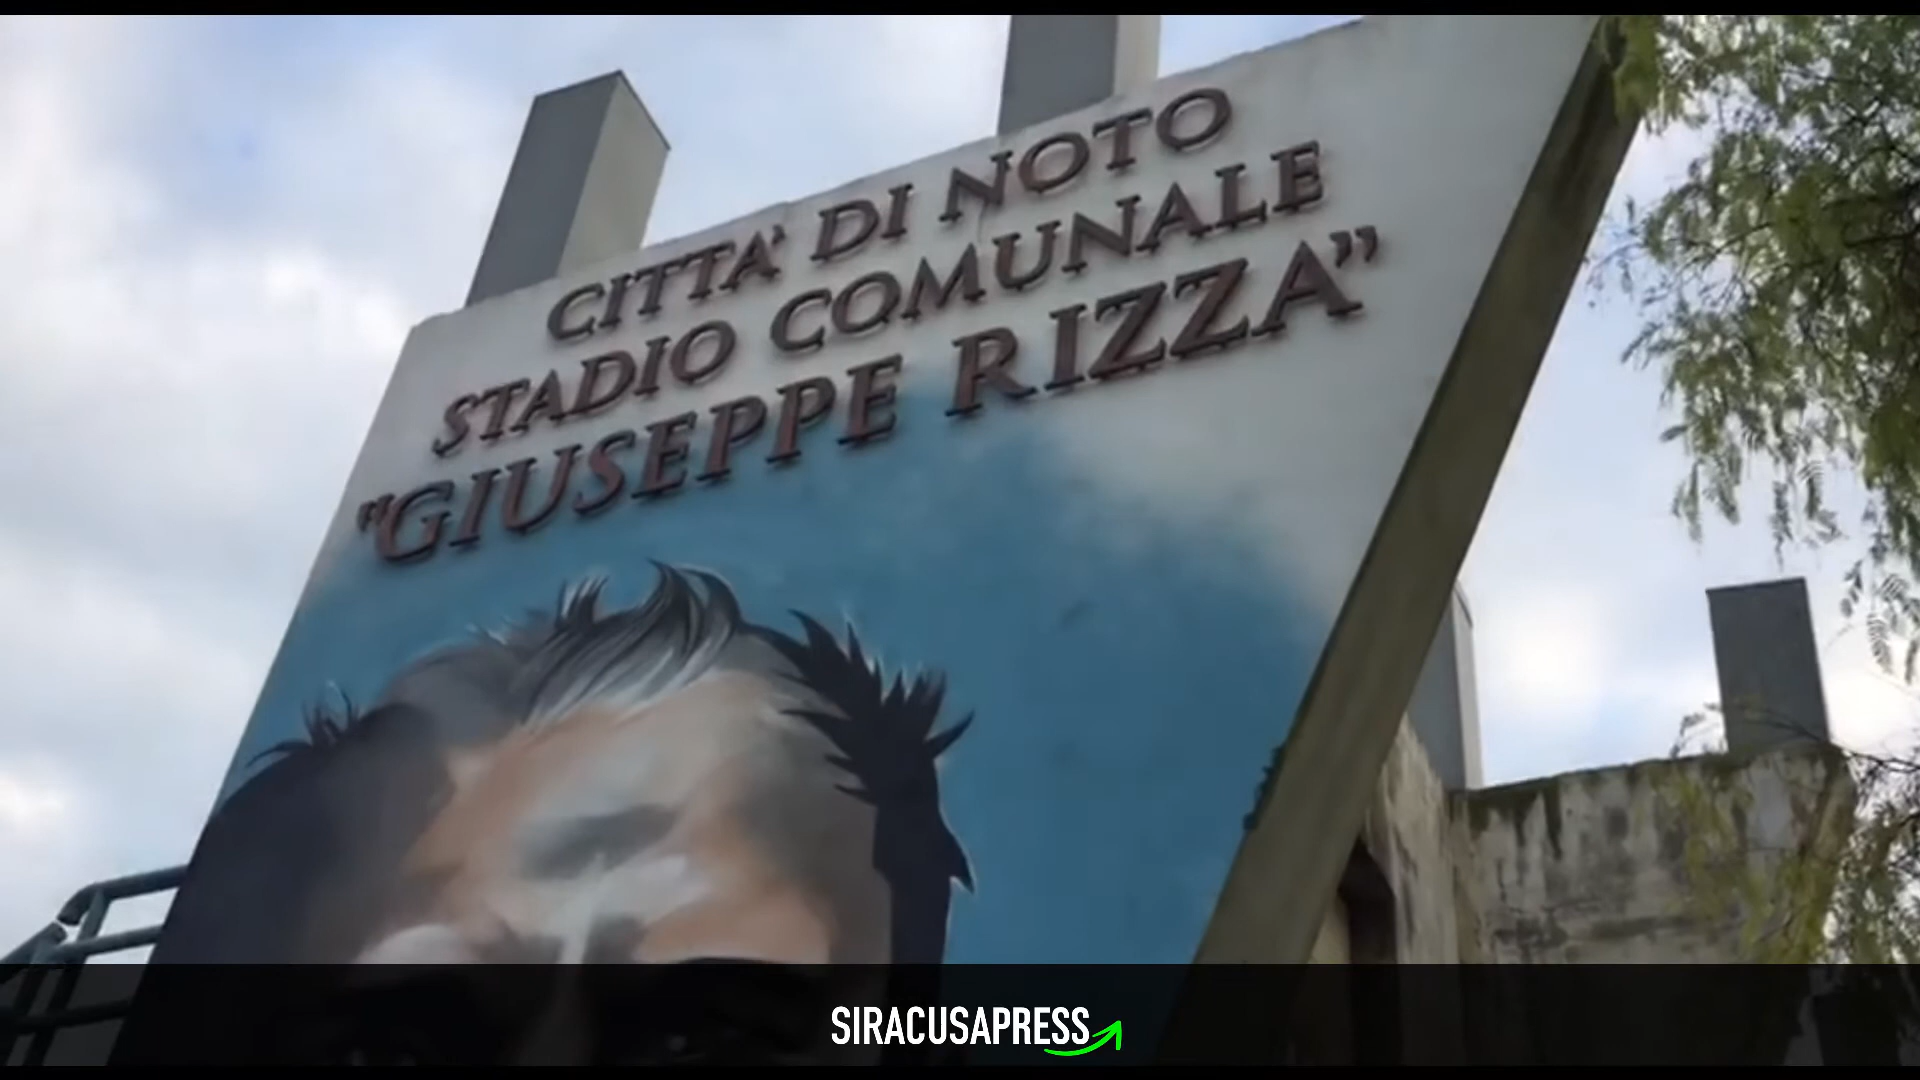 CITTA' DI NOTO
STADIO COMUNALE
"GIUSEPPE RIZZA"
SIRACUSAPRESS